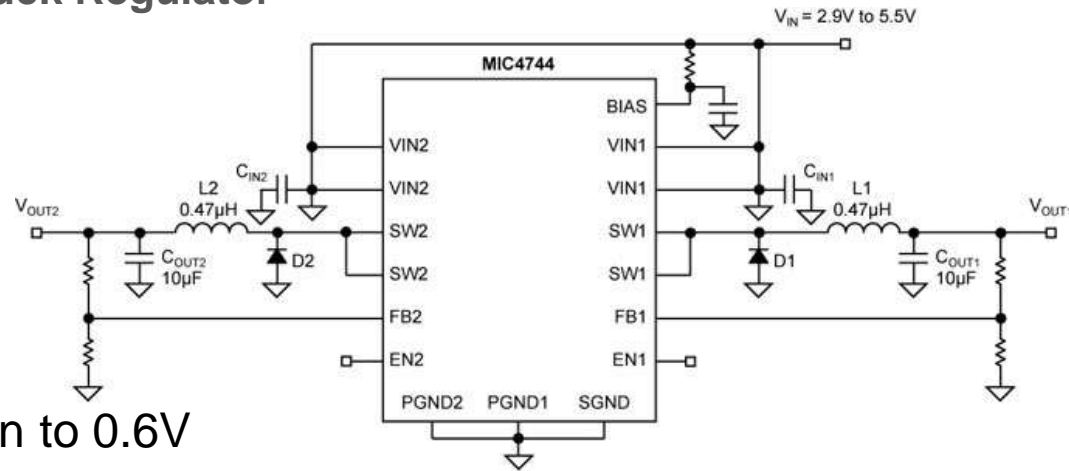 Regulator
V_IN = 2.9V to 5.5V
MIC4744
BIAS
VIN2
VIN1
C_IN2
C_IN1
VIN2
VIN1
L2
0.47µH
L1
0.47µH
V_OUT2
V_OUT1
SW2
SW1
C_OUT2
10µF
D2
D1
C_OUT1
10µF
SW2
SW1
FB2
FB1
EN2
EN1
PGND2 PGND1 SGND
to 0.6V